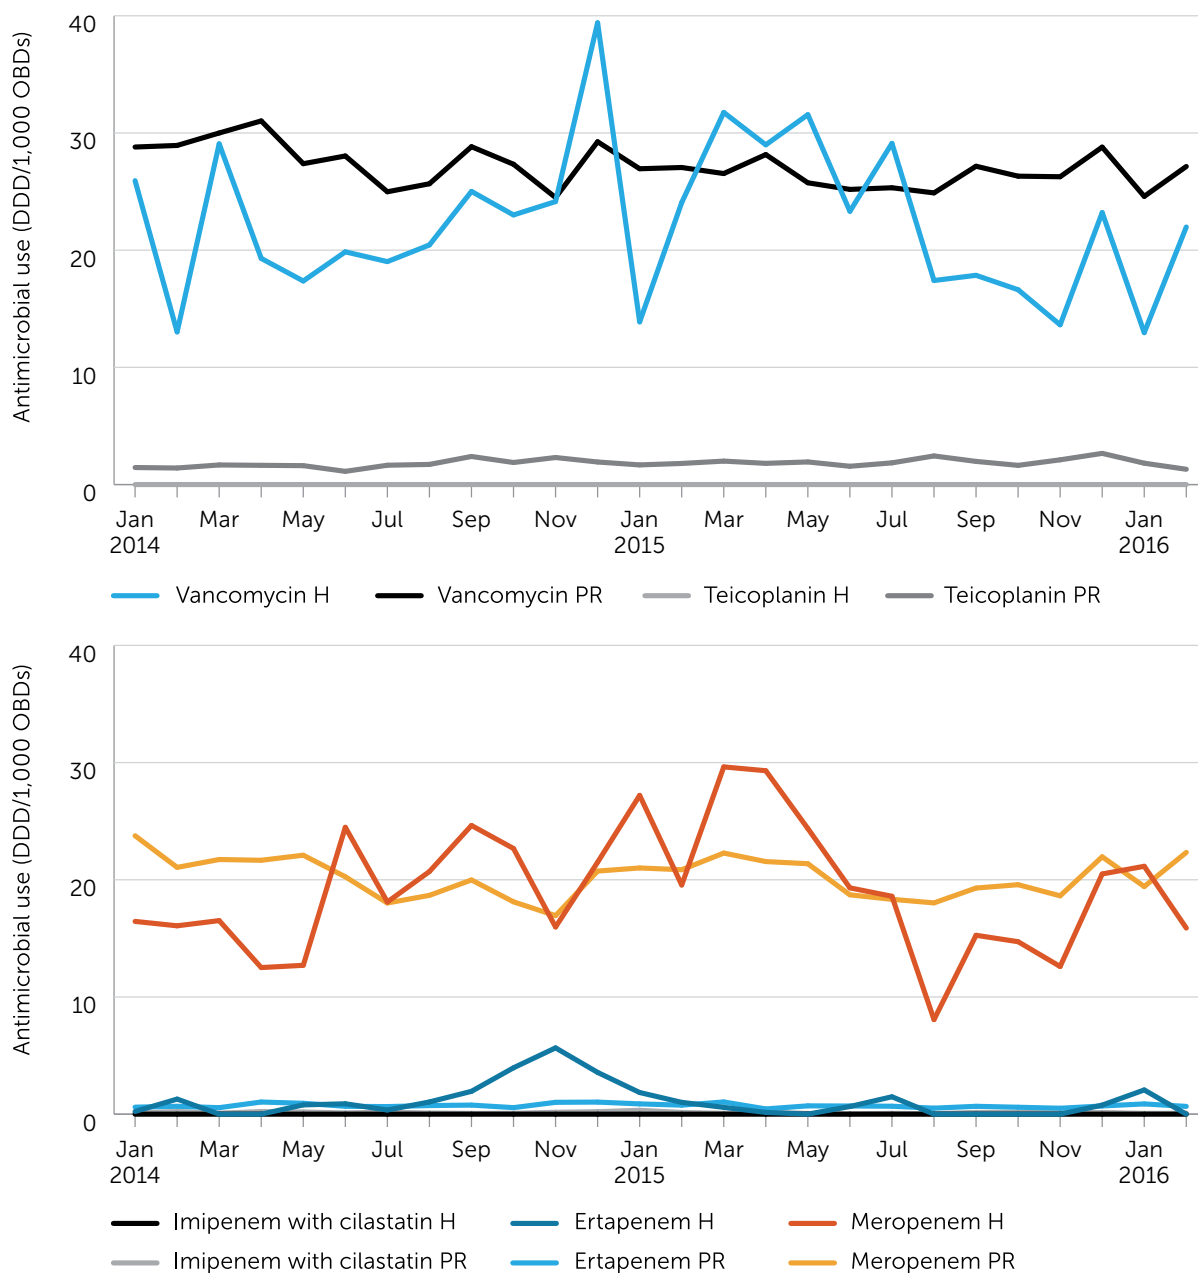 Antimicrobial use (DDD/1,000 OBDs)
40
30
20
10
0
Jan Mar May Jul Sep Nov Jan Mar May Jul Sep Nov Jan
2014 2015 2016
Vancomycin H Vancomycin PR Teicoplanin H Teicoplanin PR
Antimicrobial use (DDD/1,000 OBDs)
40
30
20
10
0
Jan Mar May Jul Sep Nov Jan Mar May Jul Sep Nov Jan
2014 2015 2016
Imipenem with cilastatin H Ertapenem H Meropenem H
Imipenem with cilastatin PR Ertapenem PR Meropenem PR